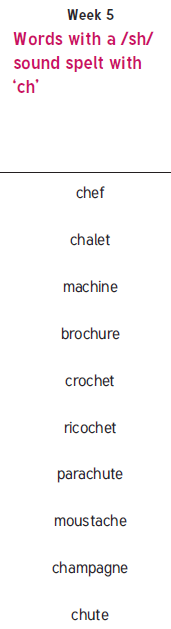 Week 5
Words with a /sh/
sound spelt with
‘ch’
chef
chalet
machine
brochure
crochet
ricochet
parachute
moustache
champagne
chute